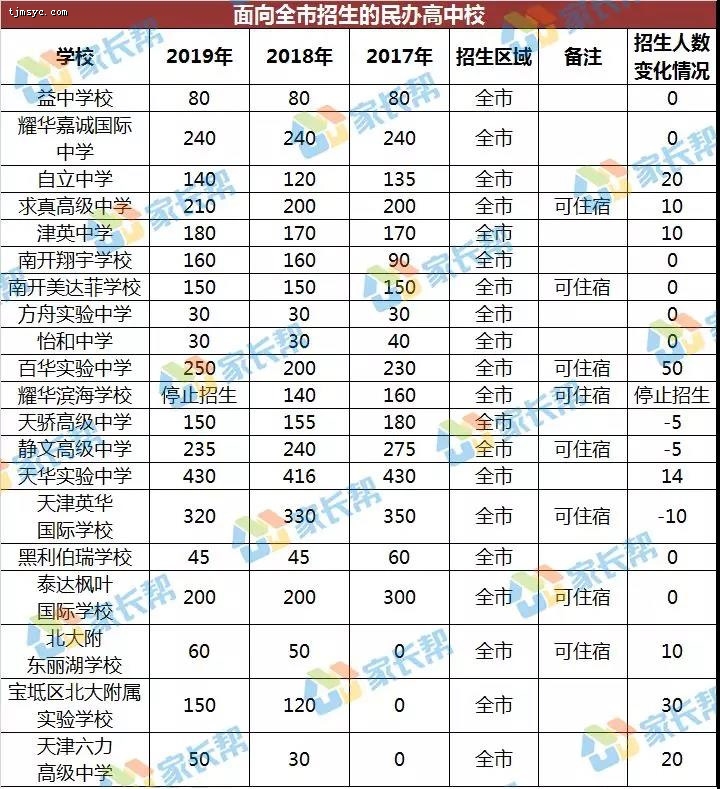 tjmsyc.com
面向全市招生的民办高中校
学校 2019年 2018年 2017年 招生区域 备注 招生人数
变化情况
益中学校 80 80 80 全市 0
耀华嘉诚国际
中学 240 240 240 全市 0
自立中学 140 120 135 全市 20
求真高级中学 210 200 200 全市 可住宿 10
津英中学 180 170 170 全市 10
南开翔宇学校 160 160 90 全市 0
南开美达菲学校 150 150 150 全市 可住宿 0
方舟实验中学 30 30 30 全市 0
怡和中学 30 30 40 全市 0
百华实验中学 250 200 230 全市 可住宿 50
耀华滨海学校 停止招生 140 160 全市 可住宿 停止招生
天骄高级中学 150 155 180 全市 -5
静文高级中学 235 240 275 全市 可住宿 -5
天华实验中学 430 416 430 全市 14
天津英华
国际学校 320 330 350 全市 可住宿 -10
黑利伯瑞学校 45 45 60 全市 0
泰达枫叶
国际学校 200 200 300 全市 可住宿 0
北大附
东丽湖学校 60 50 0 全市 可住宿 10
宝坻区北大附属
实验学校 150 120 0 全市 30
天津六力
高级中学 50 30 0 全市 20
家长帮